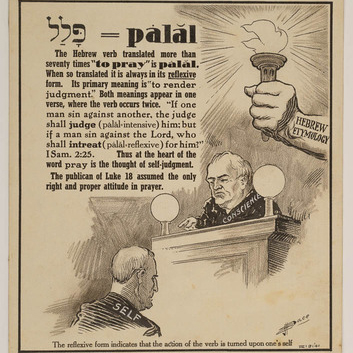 פָּלַל = palál
The Hebrew verb translated more than
seventy times "to pray" is palál.
When so translated it is always in its reflexive
form. Its primary meaning is "to render
judgment." Both meanings appear in one
verse, where the verb occurs twice. "If one
man sin against another, the judge
shall judge (palál-intensive) him: but
if a man sin against the Lord, who
shall intreat (palál-reflexive) for him?"
I Sam. 2:25. Thus at the heart of the
word pray is the thought of self-judgment.
The publican of Luke 18 assumed the only
right and proper attitude in prayer.
HEBREW
ETYMOLOGY
CONSCIENCE
SELF
The reflexive form indicates that the action of the verb is turned upon one's self